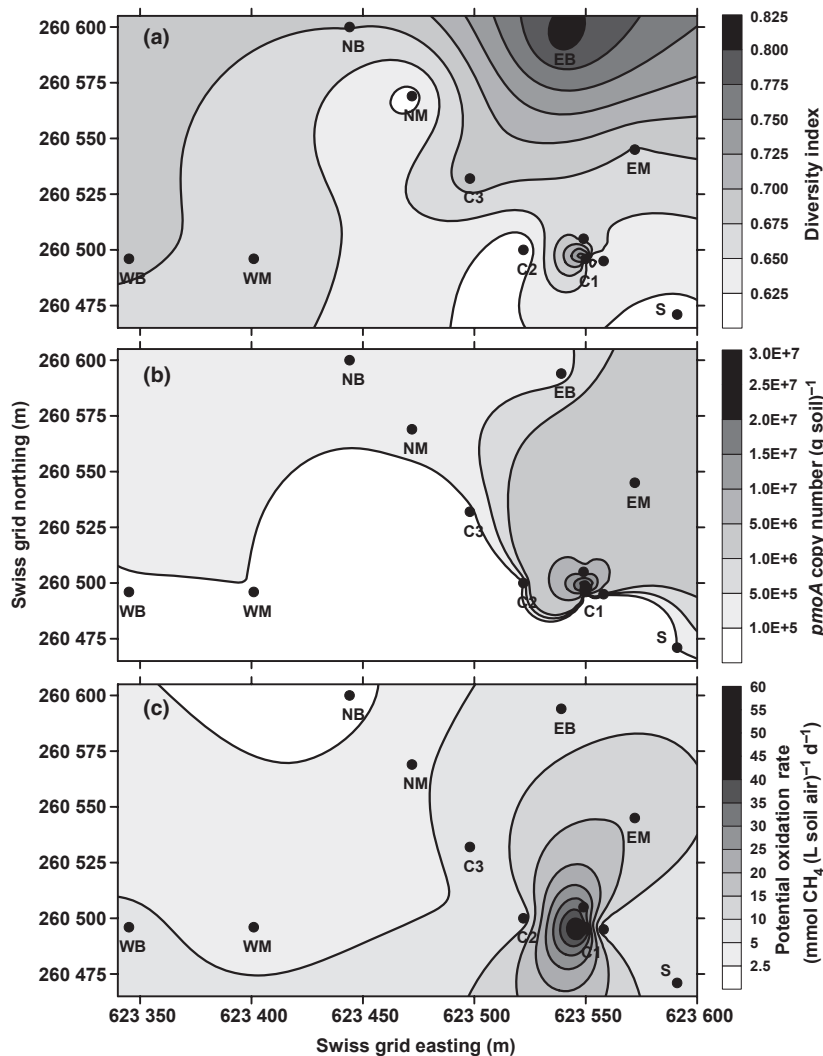 (a)
260 600
260 575
260 550
260 525
260 500
260 475
NB
NM
EB
EM
C3
WB
WM
C2
C1
S
0.825
0.800
0.775
0.750
0.725
0.700
0.675
0.650
0.625
Diversity index
(b)
260 600
260 575
260 550
260 525
260 500
260 475
NB
EB
NM
EM
C3
WB
WM
C2
C1
S
3.0E+7
2.5E+7
2.0E+7
1.5E+7
1.0E+7
1.0E+7
5.0E+6
1.0E+6
5.0E+5
1.0E+5
pmoA copy number (g soil)⁻¹
Swiss grid northing (m)
(c)
260 600
260 575
260 550
260 525
260 500
260 475
NB
EB
NM
EM
C3
WB
WM
C2
C1
S
60
55
50
45
40
35
30
25
20
15
10
5
2.5
Potential oxidation rate
(mmol CH₄ (L soil air)⁻¹ d⁻¹)
623 350
623 400
623 450
623 500
623 550
623 600
Swiss grid easting (m)